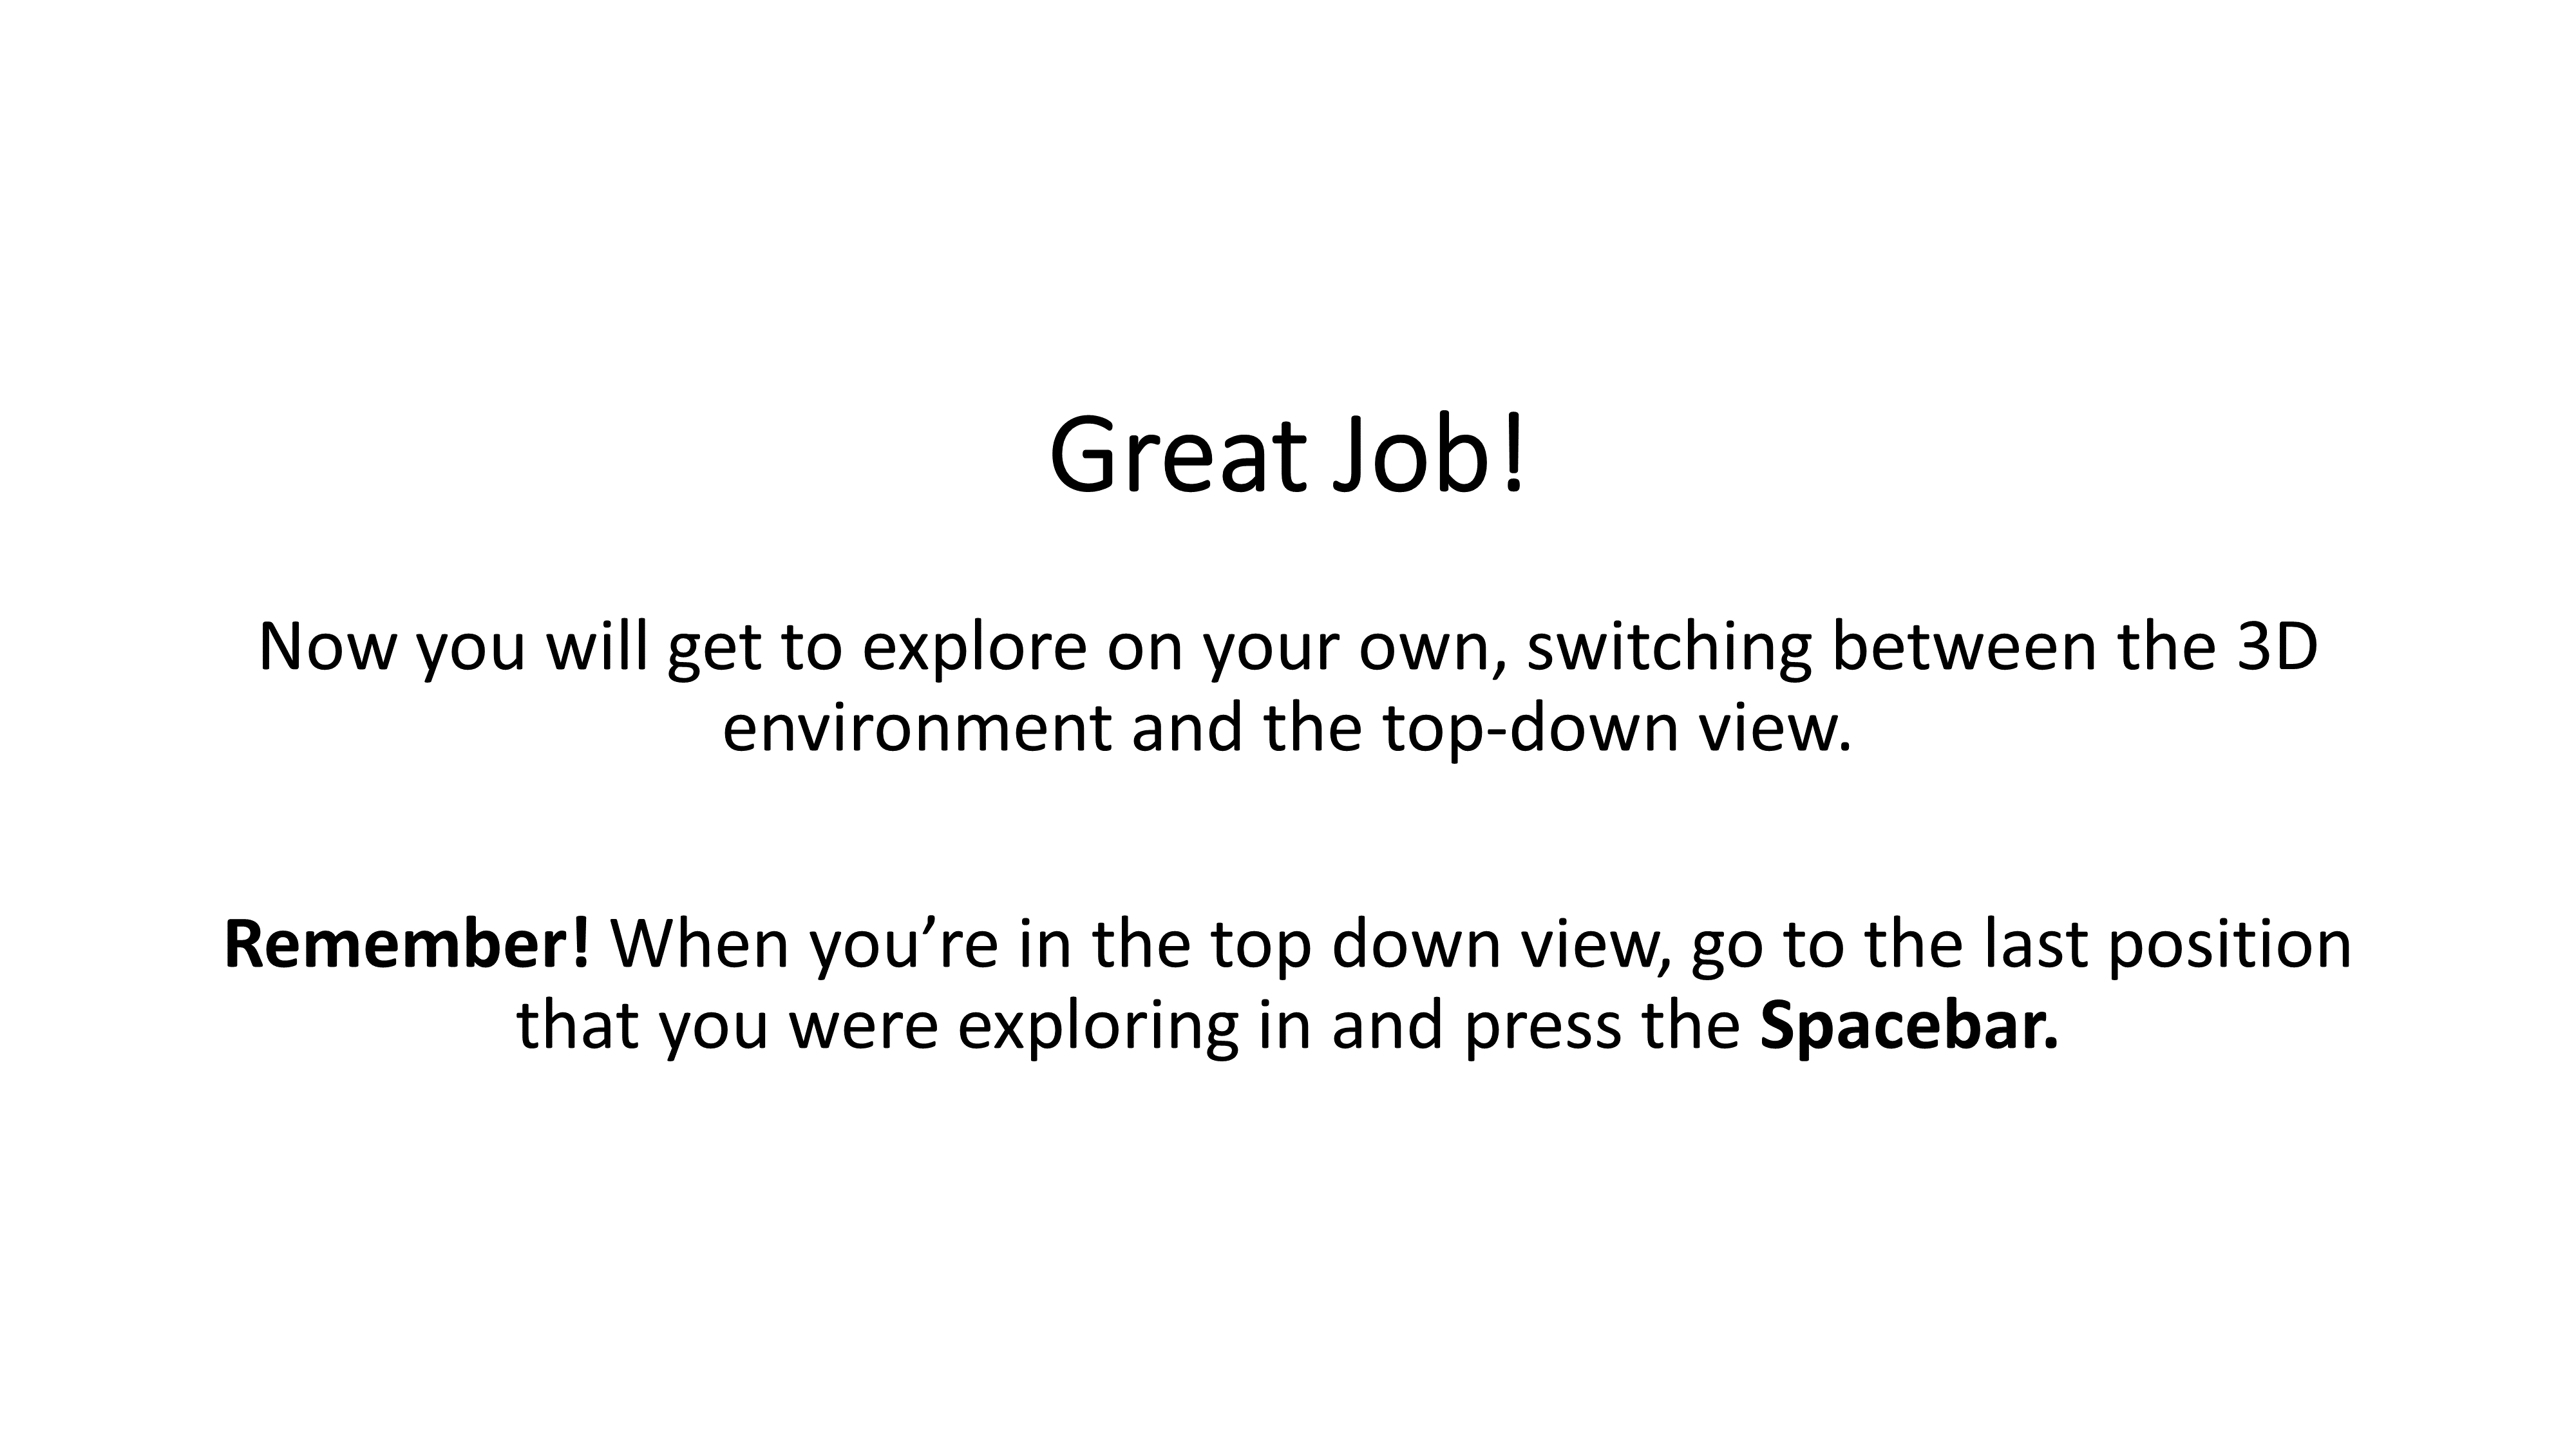 Great Job!
Now you will get to explore on your own, switching between the 3D
environment and the top-down view.
Remember! When you’re in the top down view, go to the last position
that you were exploring in and press the Spacebar.